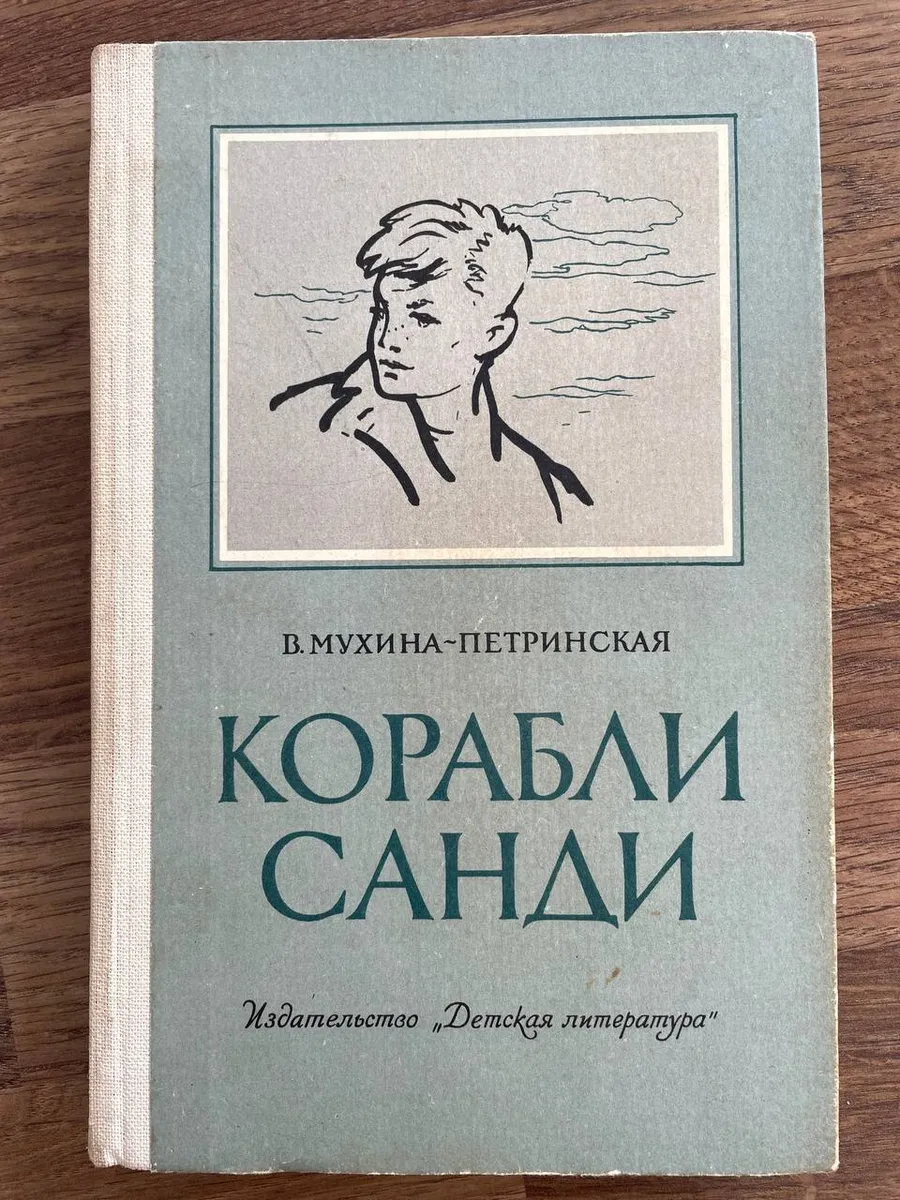 В. МУХИНА-ПЕТРИНСКАЯ
КОРАБЛИ
САНДИ
Издательство „Детская литература"